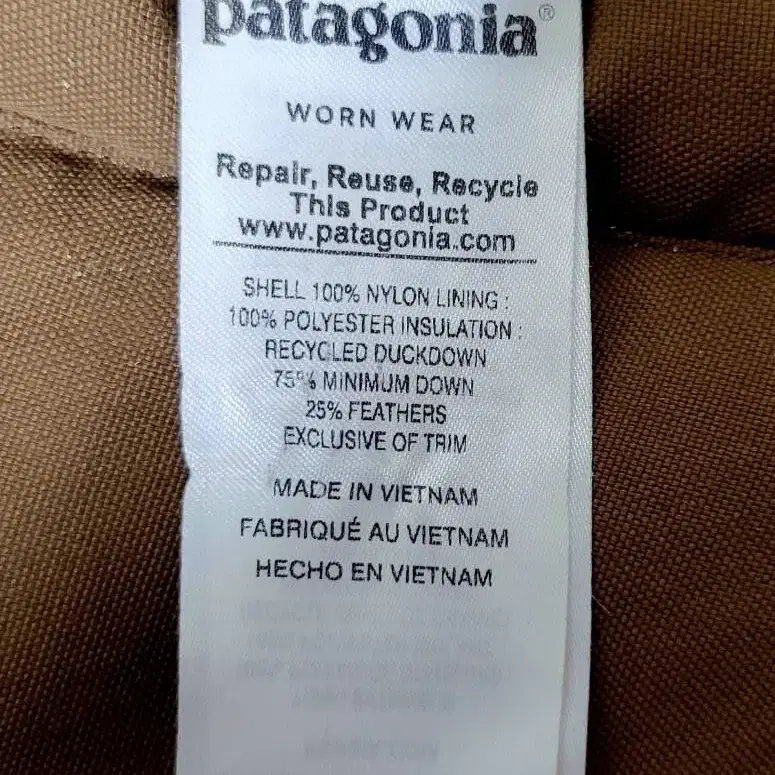 patagonia®
WORN WEAR
Repair, Reuse, Recycle
This Product
www.patagonia.com
SHELL 100% NYLON LINING :
100% POLYESTER INSULATION :
RECYCLED DUCKDOWN
75% MINIMUM DOWN
25% FEATHERS
EXCLUSIVE OF TRIM
MADE IN VIETNAM
FABRIQUÉ AU VIETNAM
HECHO EN VIETNAM